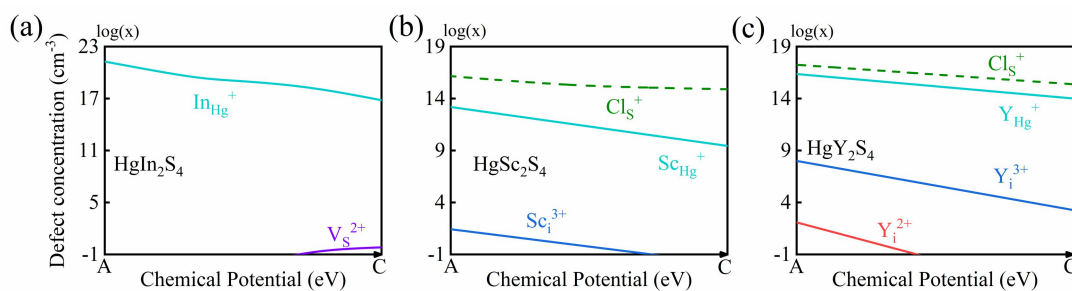 (a)
log(x)
Defect concentration (cm⁻³)
23
17
11
5
-1
In_Hg⁺
HgIn₂S₄
V_S²⁺
A
C
Chemical Potential (eV)
(b)
log(x)
19
14
9
4
-1
Cl_S⁺
Sc_Hg⁺
HgSc₂S₄
Sc_i³⁺
A
C
Chemical Potential (eV)
(c)
log(x)
19
14
9
4
-1
Cl_S⁺
Y_Hg⁺
HgY₂S₄
Y_i³⁺
Y_i²⁺
A
C
Chemical Potential (eV)